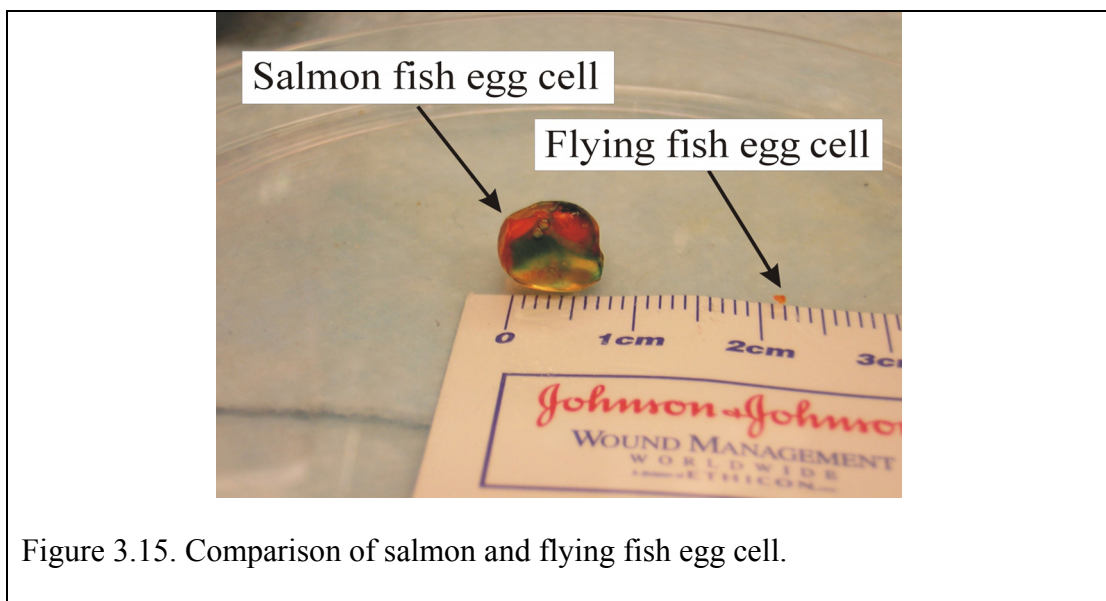 Salmon fish egg cell
Flying fish egg cell
0 1cm 2cm 3c
Johnson & Johnson
WOUND MANAGEMENT
WORLDWIDE
ETHICON
Figure 3.15. Comparison of salmon and flying fish egg cell.